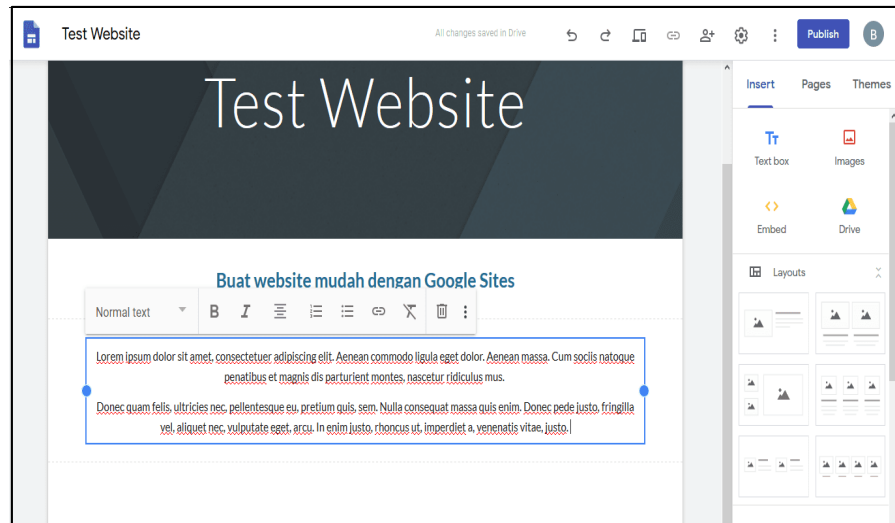 Test Website
All changes saved in Drive
Publish
B
Insert
Pages
Themes
Test Website
Text box
Images
Embed
Drive
Layouts
Buat website mudah dengan Google Sites
Normal text
B
I
Lorem ipsum dolor sit amet, consectetuer adipiscing elit. Aenean commodo ligula eget dolor. Aenean massa. Cum sociis natoque
penatibus et magnis dis parturient montes, nascetur ridiculus mus.
Donec quam felis, ultricies nec, pellentesque eu, pretium quis, sem. Nulla consequat massa quis enim. Donec pede justo, fringilla
vel, aliquet nec, vulputate eget, arcu. In enim justo, rhoncus ut, imperdiet a, venenatis vitae, justo.